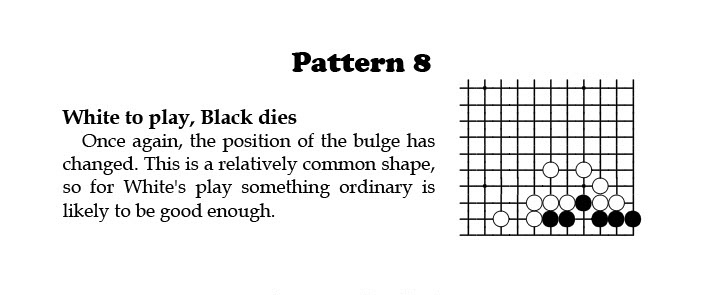 Pattern 8
White to play, Black dies
Once again, the position of the bulge has
changed. This is a relatively common shape,
so for White's play something ordinary is
likely to be good enough.